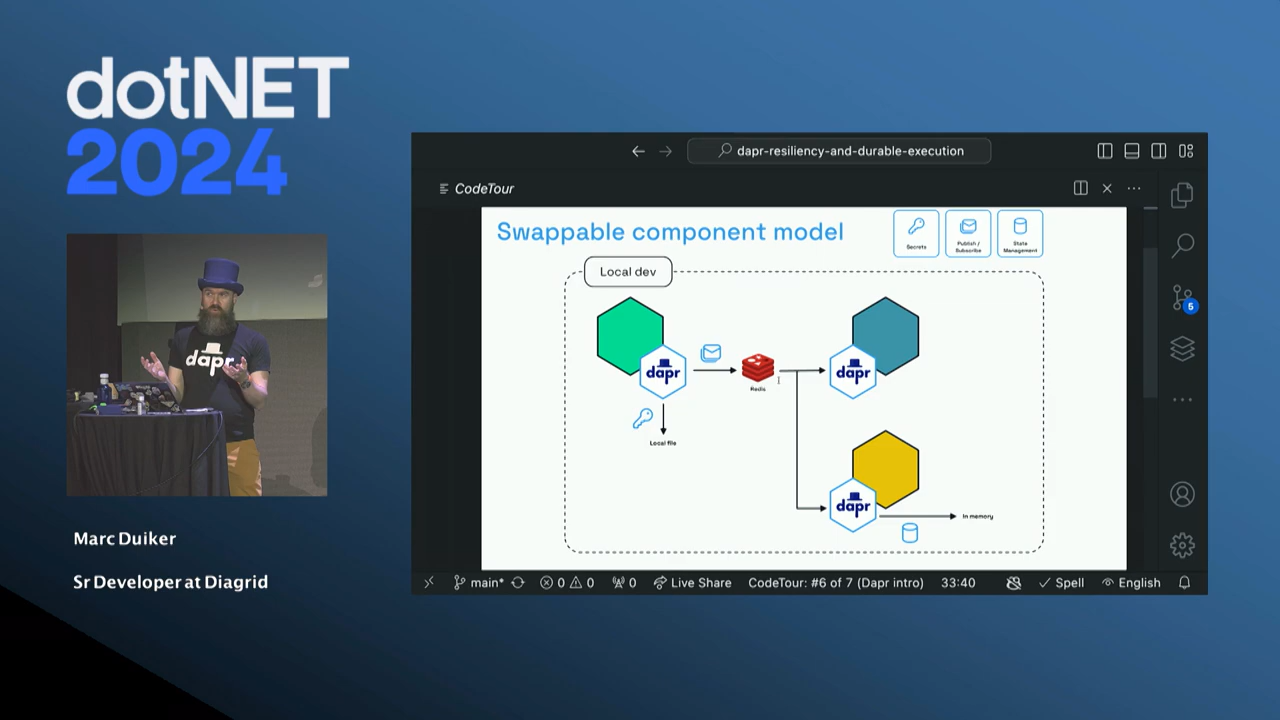 dotNET
2024
dapr
Marc Duiker
Sr Developer at Diagrid
dapr-resiliency-and-durable-execution
CodeTour
Swappable component model
Secrets
Publish /
Subscribe
State
Management
Local dev
dapr
Redis
dapr
Local file
dapr
In memory
5
main*
0
0
0
Live Share
CodeTour: #6 of 7 (Dapr intro)
33:40
Spell
English